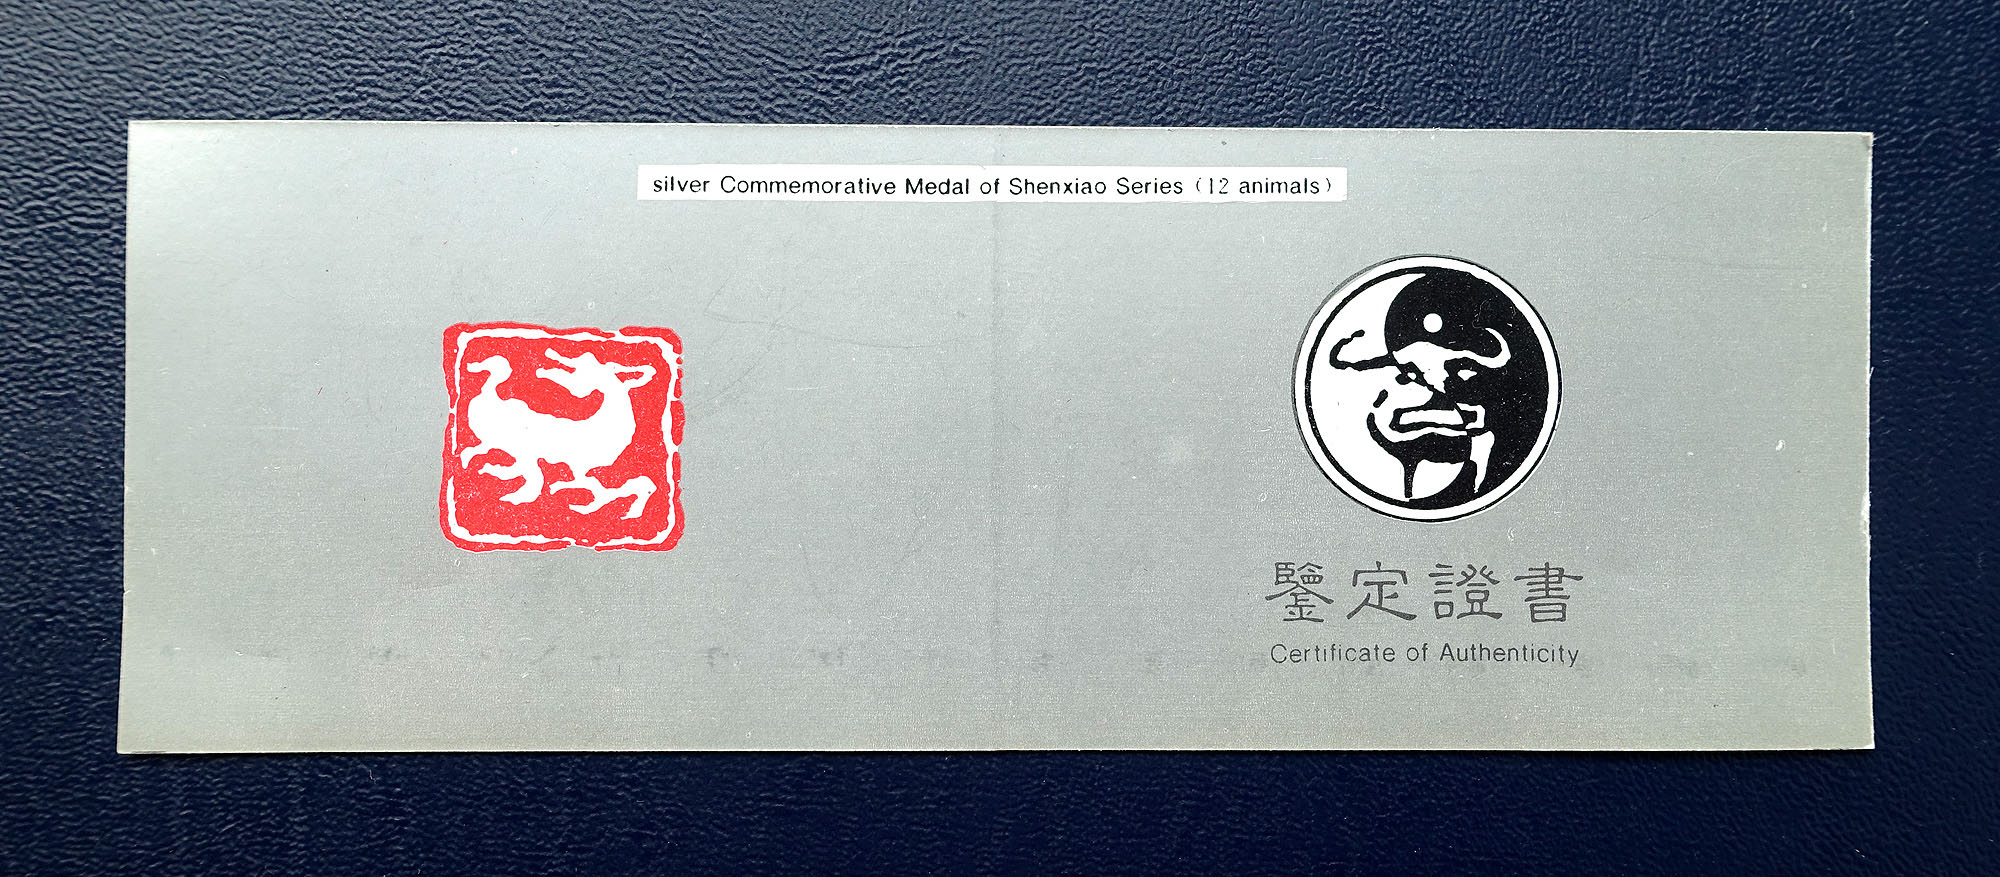 silver Commemorative Medal of Shenxiao Series (12 animals)
鑒定證書
Certificate of Authenticity